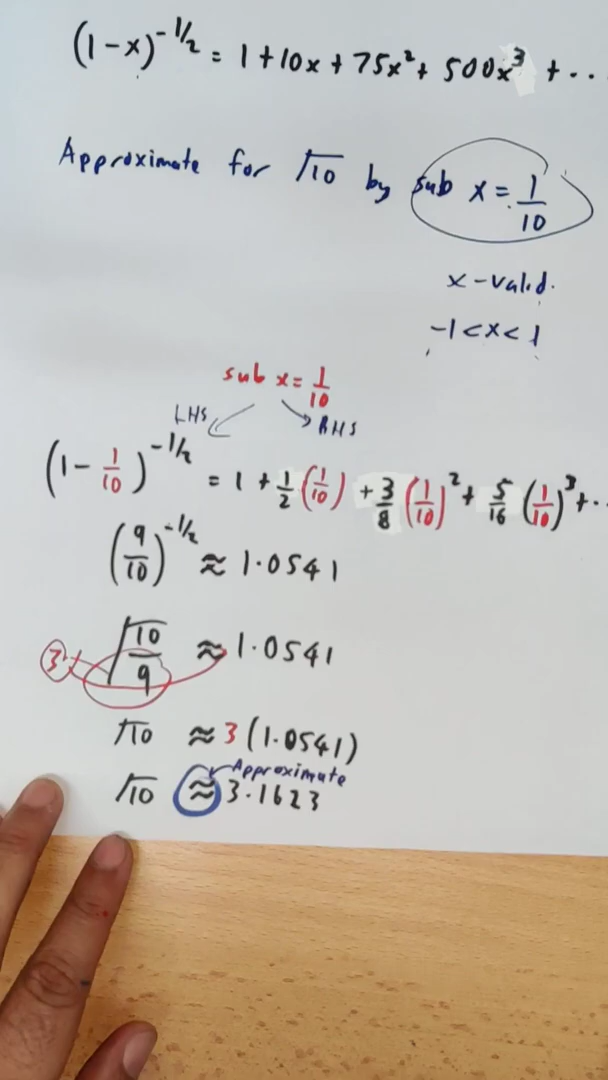 (1-x)^-1/2 = 1+10x+75x²+ 500x³ + ...
Approximate for √10 by sub x = 1/10
x - valid.
-1<x<1
sub x = 1/10
LHS RHS
(1 - 1/10)^-1/2 = 1 + 1/2 (1/10) + 3/8 (1/10)² + 5/16 (1/10)³ + ...
(9/10)^-1/2 ≈ 1.0541
3 √10/9 ≈ 1.0541
√10 ≈ 3(1.0541)
Approximate
√10 ≈ 3.1623